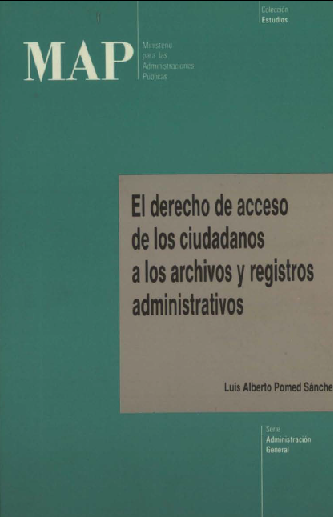 Colección
Estudios
MAP
Ministerio
para las
Administraciones
Públicas
El derecho de acceso
de los ciudadanos
a los archivos y registros
administrativos
Luis Alberto Pomed Sánche
Serie
Administración
General